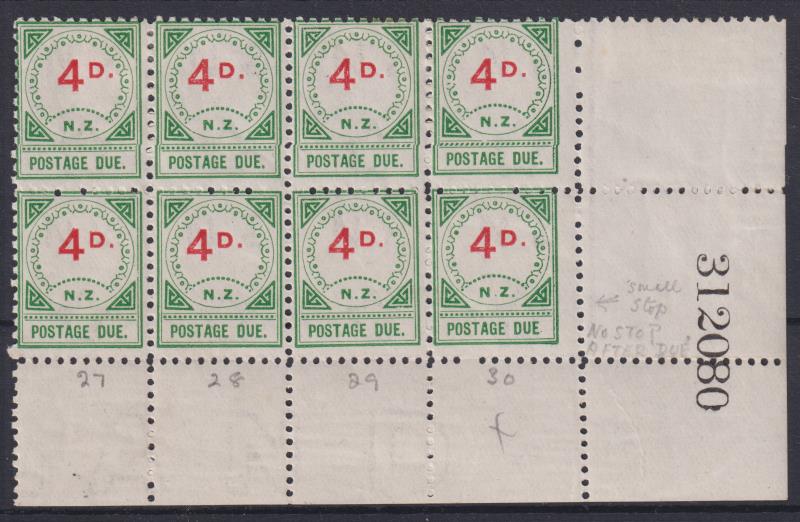 4D. 4D. 4D. 4D.
N.Z. N.Z. N.Z. N.Z.
POSTAGE DUE. POSTAGE DUE. POSTAGE DUE. POSTAGE DUE.
4D. 4D. 4D. 4D.
N.Z. N.Z. N.Z. N.Z.
POSTAGE DUE. POSTAGE DUE. POSTAGE DUE. POSTAGE DUE
small
← stop
NO STOP
AFTER DUE
312080
27 28 29 30
X